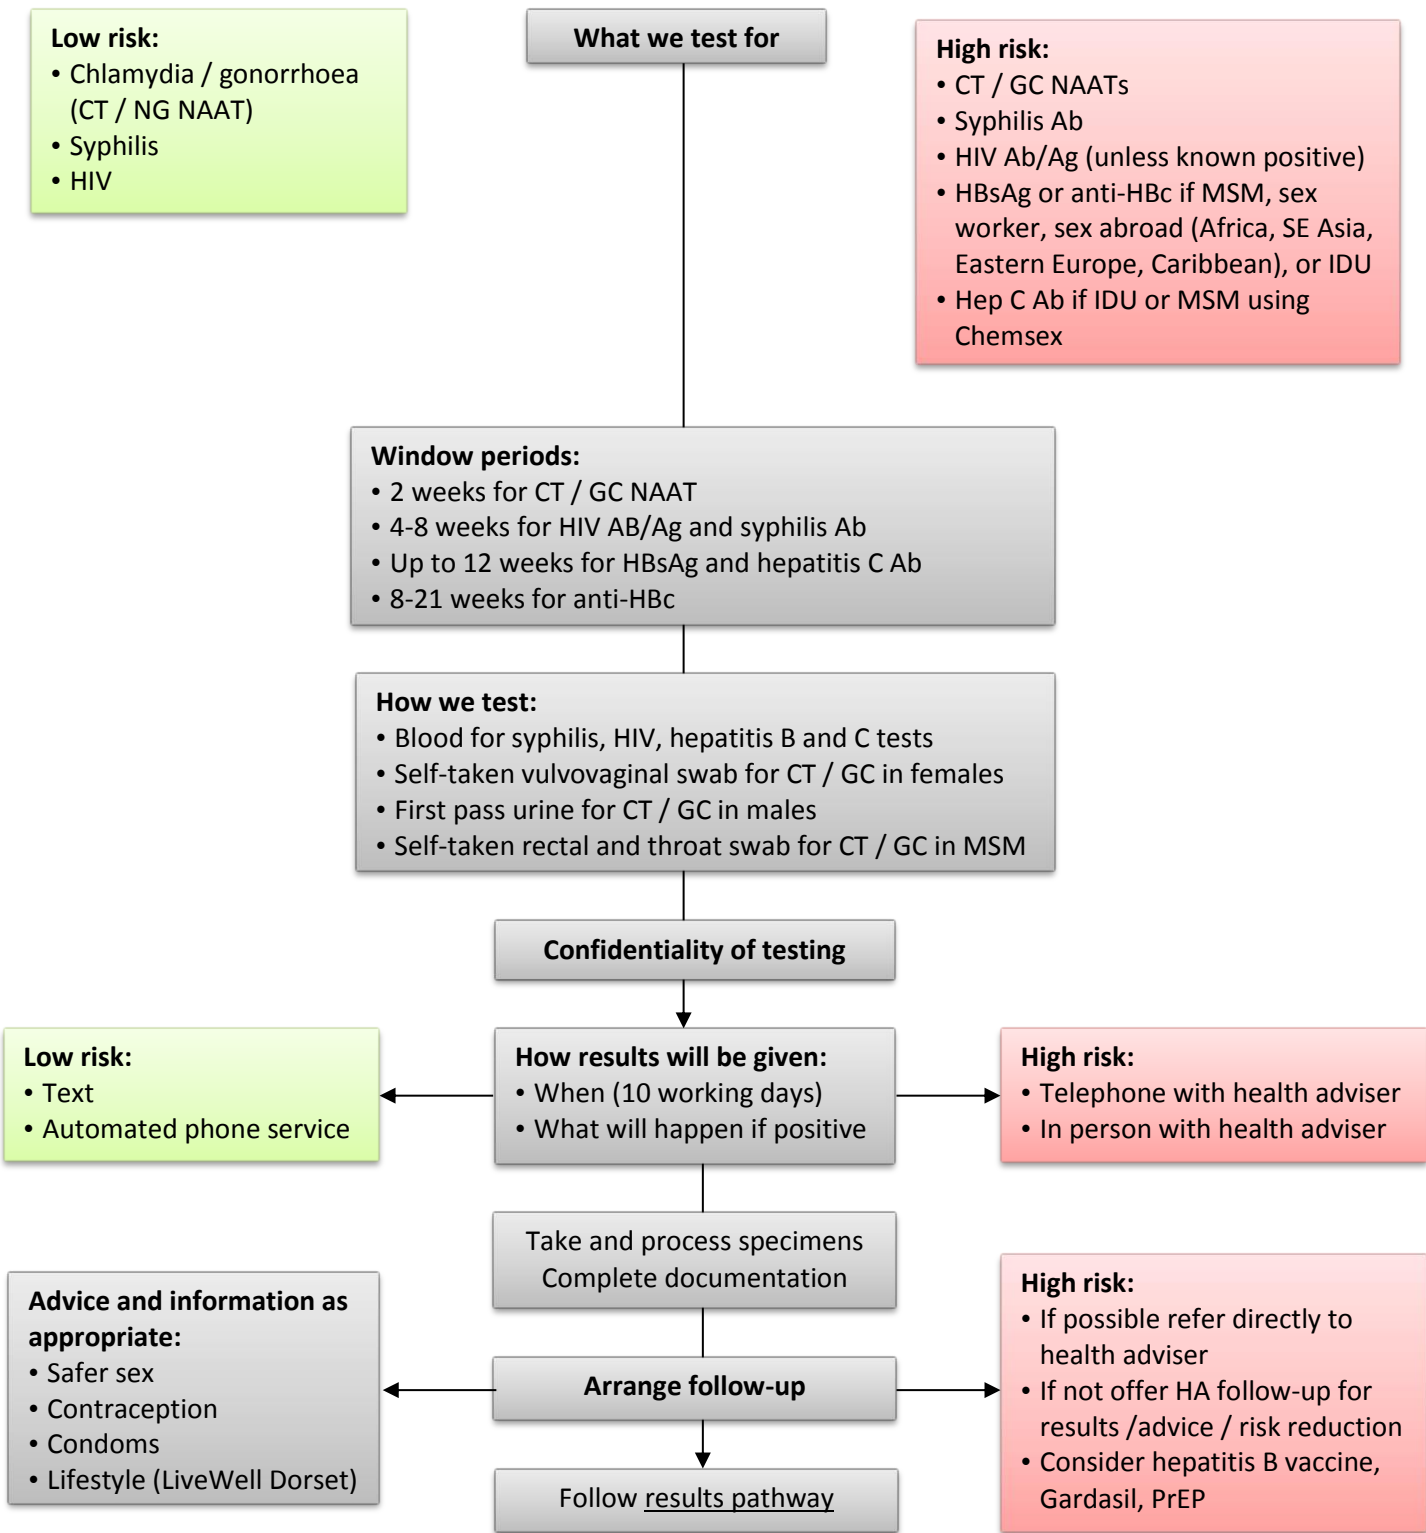 Low risk:
• Chlamydia / gonorrhoea
(CT / NG NAAT)
• Syphilis
• HIV
What we test for
High risk:
• CT / GC NAATs
• Syphilis Ab
• HIV Ab/Ag (unless known positive)
• HBsAg or anti-HBc if MSM, sex
worker, sex abroad (Africa, SE Asia,
Eastern Europe, Caribbean), or IDU
• Hep C Ab if IDU or MSM using
Chemsex
Window periods:
• 2 weeks for CT / GC NAAT
• 4-8 weeks for HIV AB/Ag and syphilis Ab
• Up to 12 weeks for HBsAg and hepatitis C Ab
• 8-21 weeks for anti-HBc
How we test:
• Blood for syphilis, HIV, hepatitis B and C tests
• Self-taken vulvovaginal swab for CT / GC in females
• First pass urine for CT / GC in males
• Self-taken rectal and throat swab for CT / GC in MSM
Confidentiality of testing
Low risk:
• Text
• Automated phone service
How results will be given:
• When (10 working days)
• What will happen if positive
High risk:
• Telephone with health adviser
• In person with health adviser
Take and process specimens
Complete documentation
Advice and information as
appropriate:
• Safer sex
• Contraception
• Condoms
• Lifestyle (LiveWell Dorset)
Arrange follow-up
High risk:
• If possible refer directly to
health adviser
• If not offer HA follow-up for
results /advice / risk reduction
• Consider hepatitis B vaccine,
Gardasil, PrEP
Follow results pathway